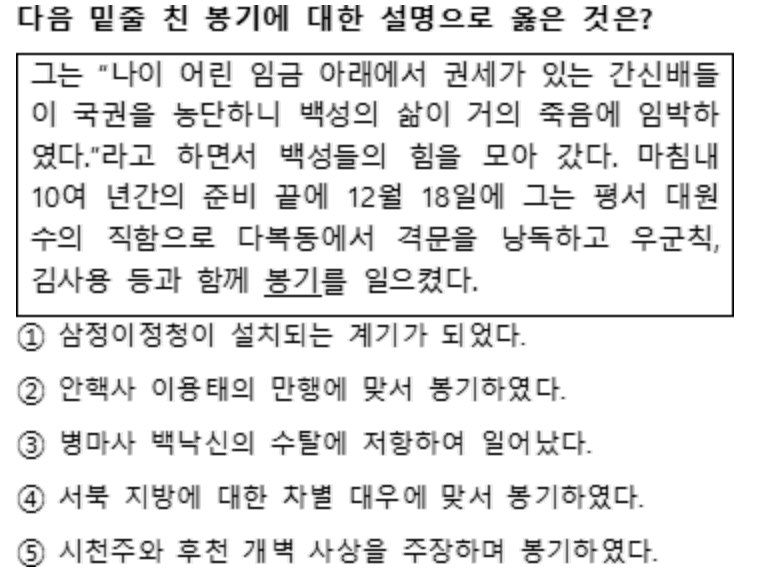 다음 밑줄 친 봉기에 대한 설명으로 옳은 것은?
그는 “나이 어린 임금 아래에서 권세가 있는 간신배들
이 국권을 농단하니 백성의 삶이 거의 죽음에 임박하
였다.”라고 하면서 백성들의 힘을 모아 갔다. 마침내
10여 년간의 준비 끝에 12월 18일에 그는 평서 대원
수의 직함으로 다복동에서 격문을 낭독하고 우군칙,
김사용 등과 함께 봉기를 일으켰다.
① 삼정이정청이 설치되는 계기가 되었다.
② 안핵사 이용태의 만행에 맞서 봉기하였다.
③ 병마사 백낙신의 수탈에 저항하여 일어났다.
④ 서북 지방에 대한 차별 대우에 맞서 봉기하였다.
⑤ 시천주와 후천 개벽 사상을 주장하며 봉기하였다.